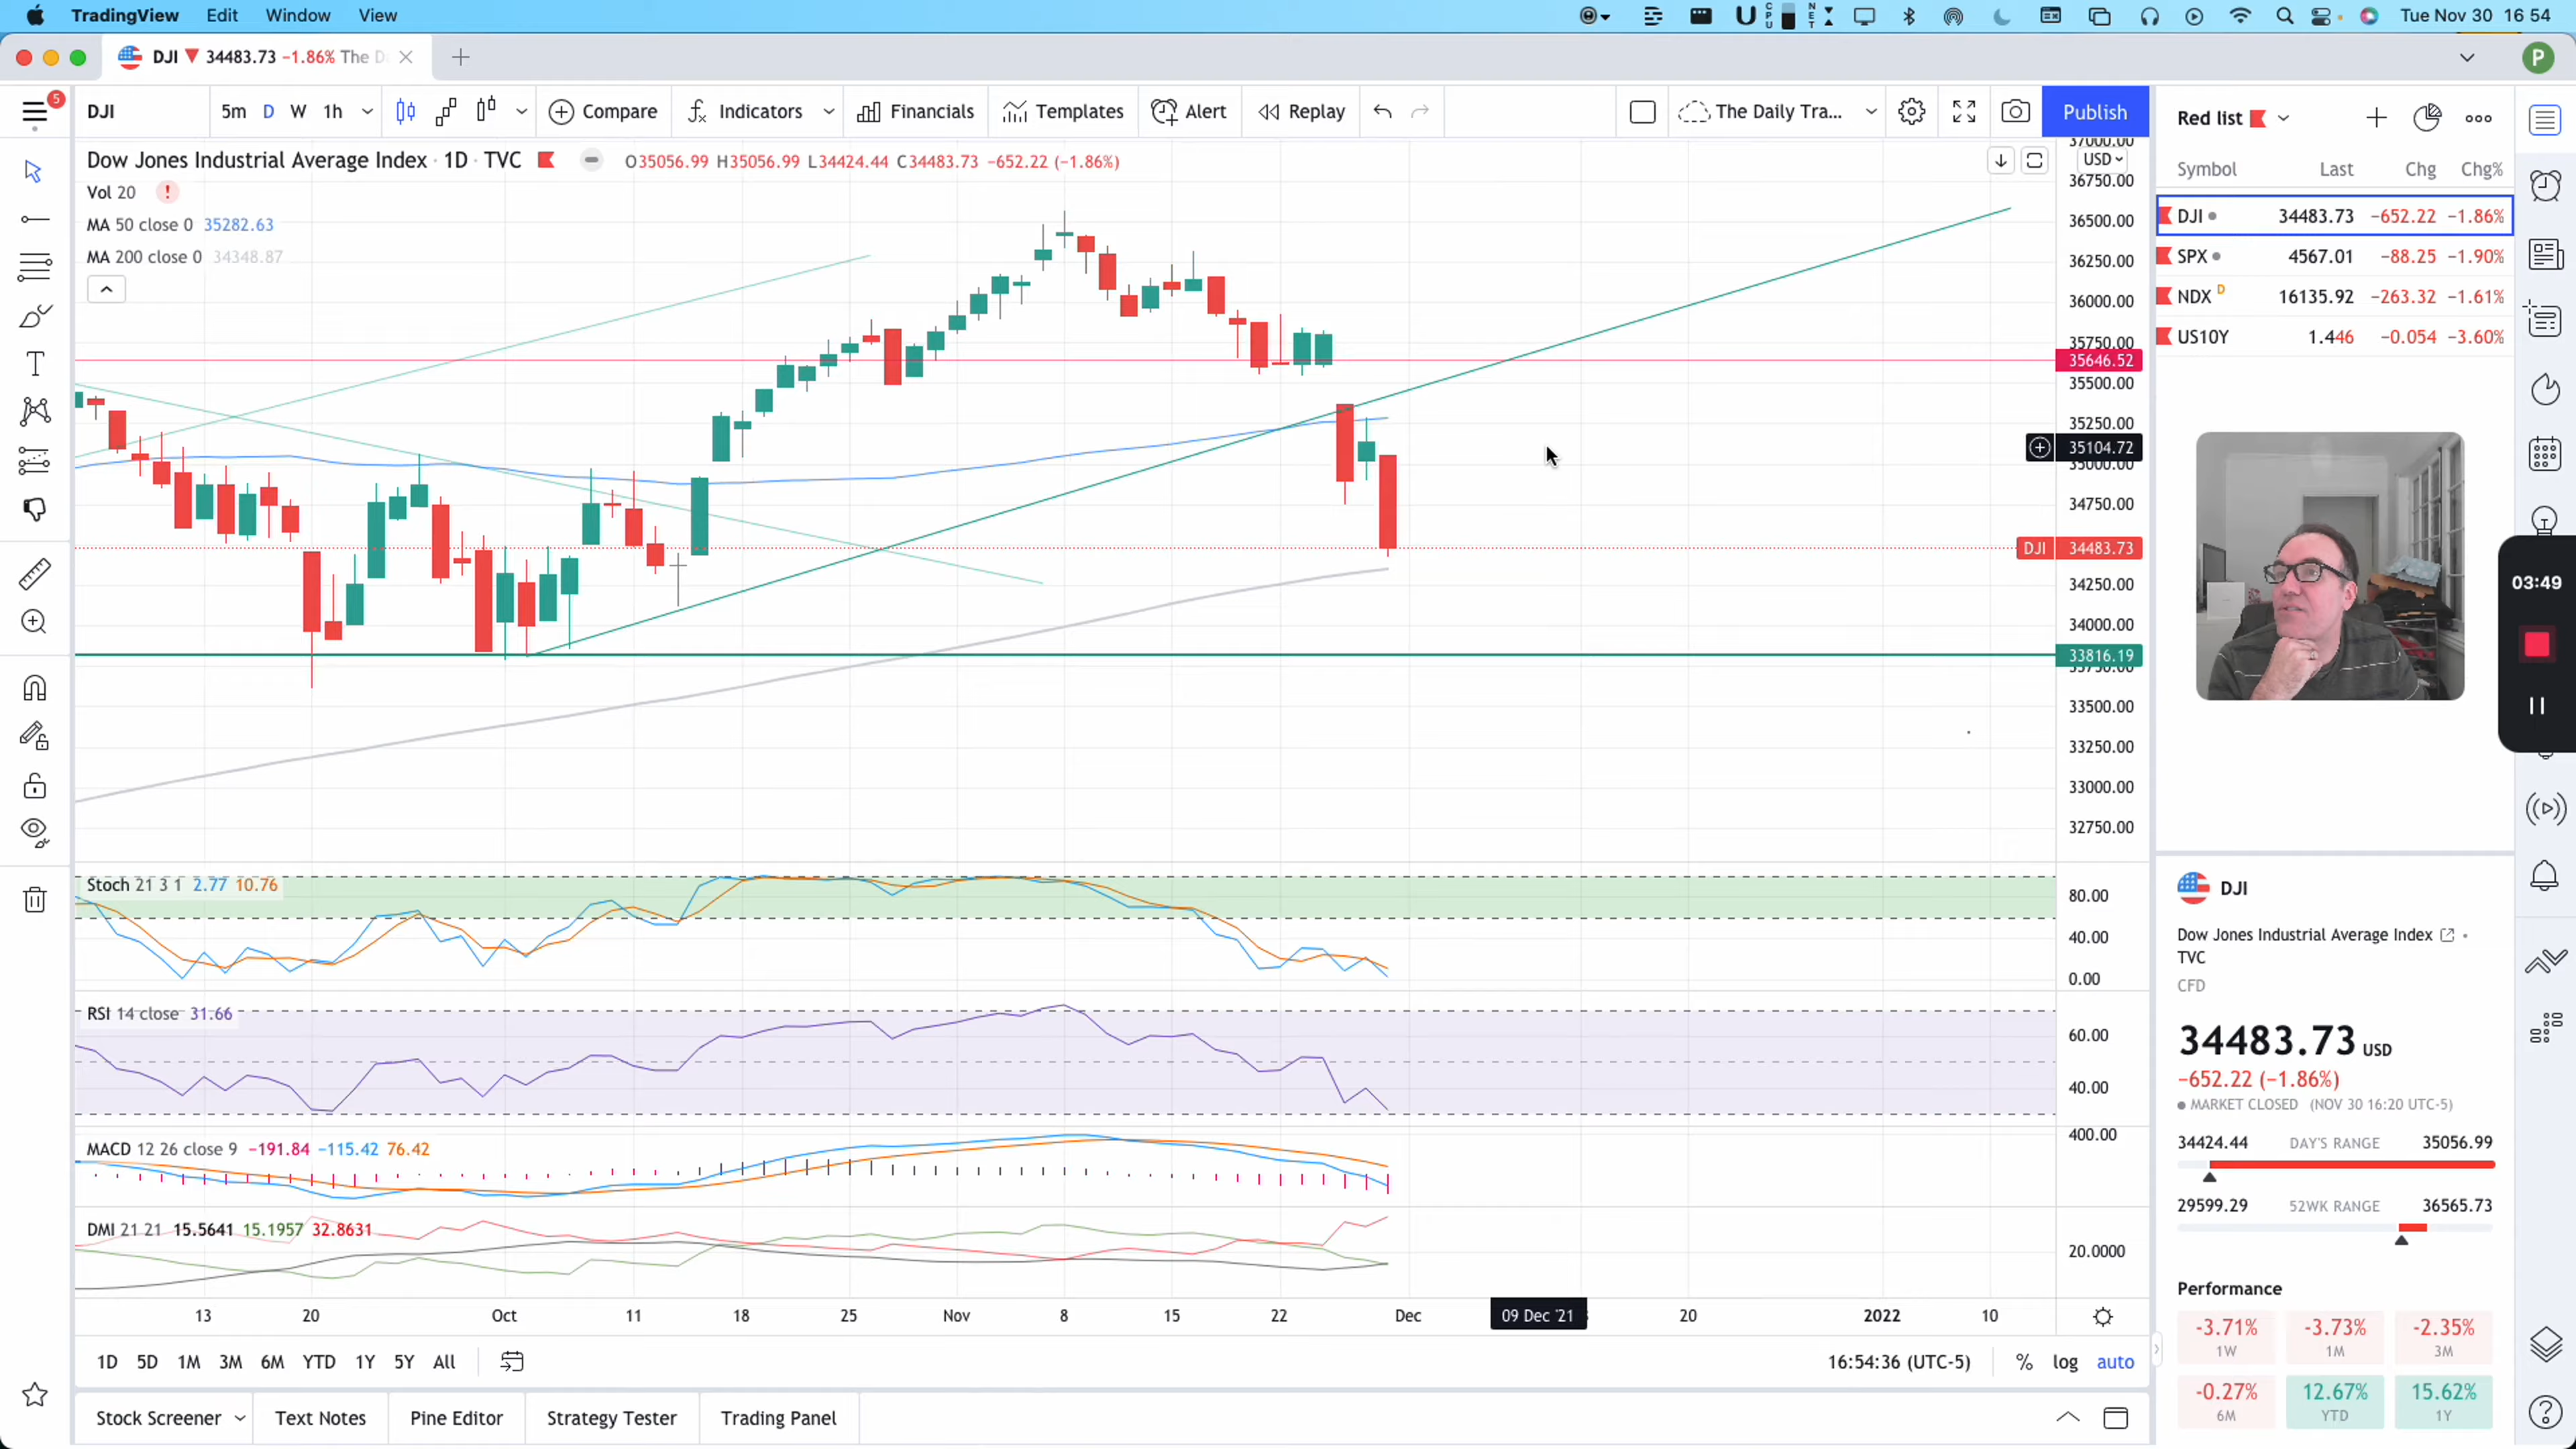 TradingView Edit Window View
CPU NET Tue Nov 30 16 54
DJI ▼ 34483.73 −1.86% The D
P
5
DJI 5m D W 1h Compare Indicators Financials Templates Alert Replay The Daily Tra... Publish
Dow Jones Industrial Average Index · 1D · TVC O35056.99 H35056.99 L34424.44 C34483.73 −652.22 (−1.86%)
Vol 20 !
MA 50 close 0 35282.63
MA 200 close 0 34348.87
37000.00
USD
36750.00
36500.00
36250.00
36000.00
35750.00
35646.52
35500.00
35250.00
35104.72
35000.00
34750.00
DJI 34483.73
34250.00
34000.00
33816.19
33750.00
33500.00
33250.00
33000.00
32750.00
Stoch 21 3 1 2.77 10.76
80.00
40.00
0.00
RSI 14 close 31.66
60.00
40.00
MACD 12 26 close 9 −191.84 −115.42 76.42
400.00
DMI 21 21 15.5641 15.1957 32.8631
20.0000
13 20 Oct 11 18 25 Nov 8 15 22 Dec 09 Dec '21 20 2022 10
1D 5D 1M 3M 6M YTD 1Y 5Y All
16:54:36 (UTC-5) % log auto
Stock Screener Text Notes Pine Editor Strategy Tester Trading Panel
Red list
Symbol Last Chg Chg%
DJI 34483.73 −652.22 −1.86%
SPX 4567.01 −88.25 −1.90%
NDX D 16135.92 −263.32 −1.61%
US10Y 1.446 −0.054 −3.60%
03:49
DJI
Dow Jones Industrial Average Index •
TVC
CFD
34483.73 USD
−652.22 (−1.86%)
MARKET CLOSED (NOV 30 16:20 UTC-5)
34424.44 DAY'S RANGE 35056.99
29599.29 52WK RANGE 36565.73
Performance
-3.71% -3.73% -2.35%
1W 1M 3M
-0.27% 12.67% 15.62%
6M YTD 1Y